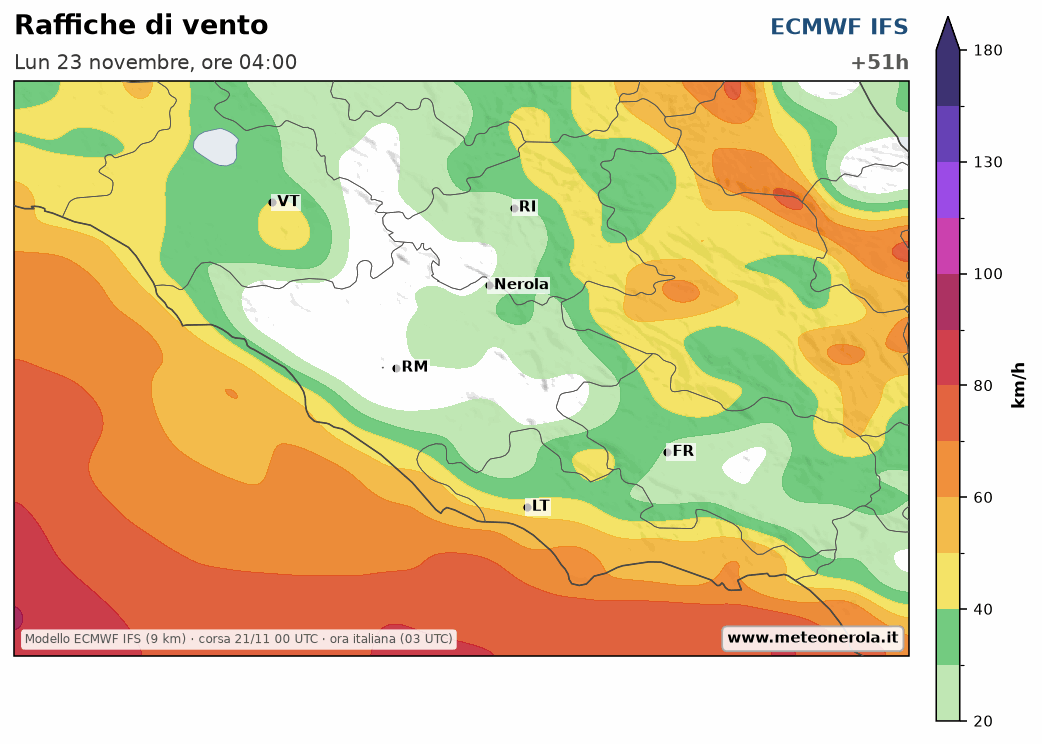 Raffiche di vento
ECMWF IFS
Lun 23 novembre, ore 04:00
+51h
180
130
100
80
60
40
20
km/h
VT
RI
Nerola
RM
FR
LT
Modello ECMWF IFS (9 km) · corsa 21/11 00 UTC · ora italiana (03 UTC)
www.meteonerola.it